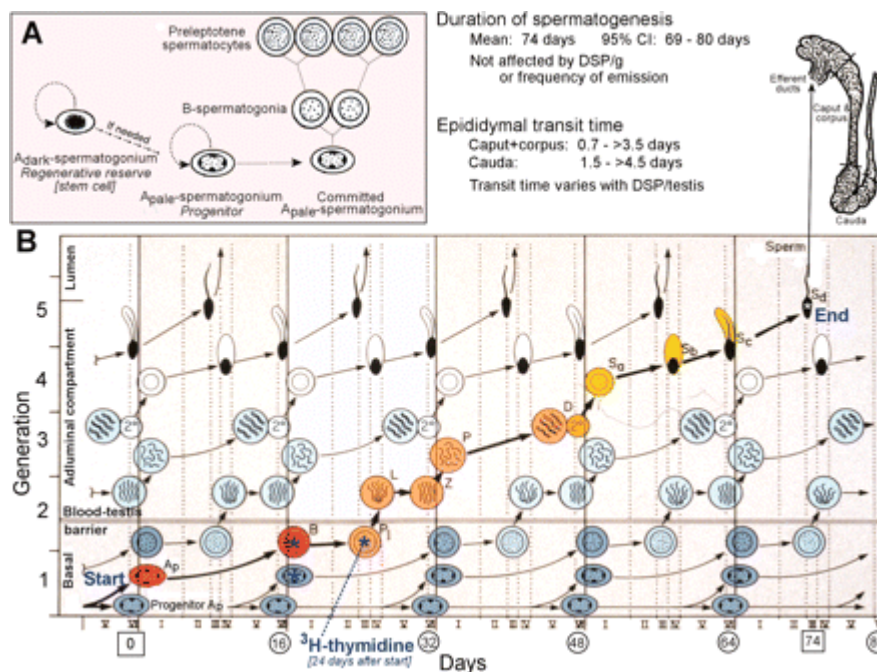 A
Preleptotene
spermatocytes
B-spermatogonia
If needed
Adark-spermatogonium
Regenerative reserve
[stem cell]
Apale-spermatogonium
Progenitor
Committed
Apale-spermatogonium
Duration of spermatogenesis
Mean: 74 days 95% CI: 69 - 80 days
Not affected by DSP/g
or frequency of emission
Epididymal transit time
Caput+corpus: 0.7 - >3.5 days
Cauda: 1.5 - >4.5 days
Transit time varies with DSP/testis
Efferent
ducts
Caput &
corpus
Cauda
B
Generation
Lumen
Adluminal compartment
Blood-testis
barrier
Basal
5
4
3
2
1
Sperm
Sd
End
Sc
Sb
Sa
D
2°
2°
2°
2°
2°
P
L
Z
B
Pl
Ap
Start
Progenitor Ap
3H-thymidine
[24 days after start]
0
16
32
48
64
74
Days